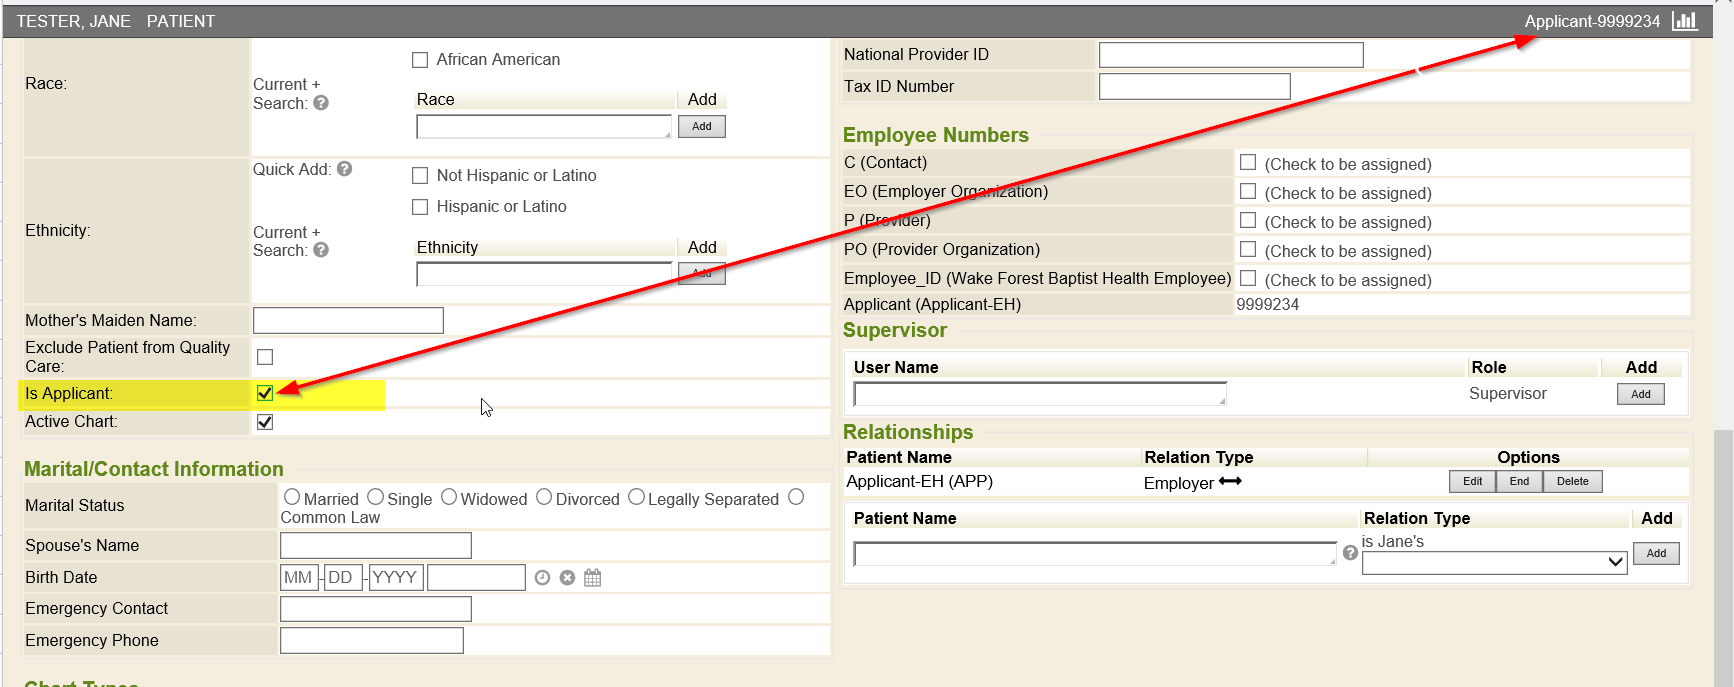 TESTER, JANE PATIENT
Applicant-9999234
Race:
African American
Current +
Search:
Race Add
Add
Ethnicity:
Quick Add:
Not Hispanic or Latino
Hispanic or Latino
Current +
Search:
Ethnicity Add
Add
Mother's Maiden Name:
Exclude Patient from Quality
Care:
Is Applicant:
Active Chart:
Marital/Contact Information
Marital Status
Married Single Widowed Divorced Legally Separated
Common Law
Spouse's Name
Birth Date MM - DD - YYYY
Emergency Contact
Emergency Phone
Chart Types
National Provider ID
Tax ID Number
Employee Numbers
C (Contact) (Check to be assigned)
EO (Employer Organization) (Check to be assigned)
P (Provider) (Check to be assigned)
PO (Provider Organization) (Check to be assigned)
Employee_ID (Wake Forest Baptist Health Employee) (Check to be assigned)
Applicant (Applicant-EH) 9999234
Supervisor
User Name Role Add
Supervisor Add
Relationships
Patient Name Relation Type Options
Applicant-EH (APP) Employer Edit End Delete
Patient Name Relation Type Add
is Jane's
Add